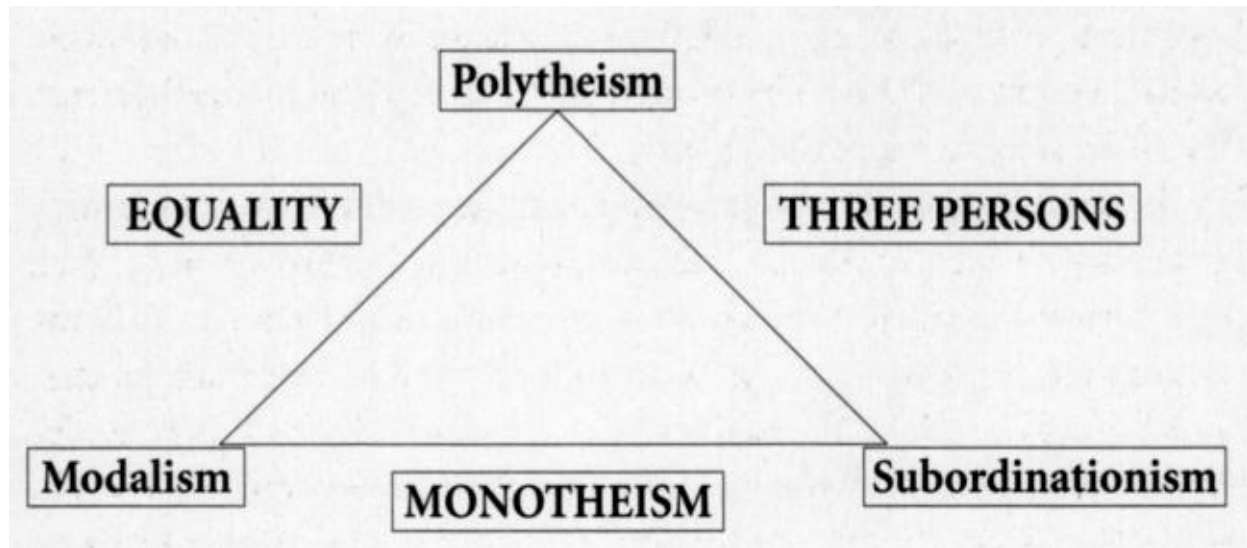 Polytheism
EQUALITY
THREE PERSONS
Modalism
MONOTHEISM
Subordinationism